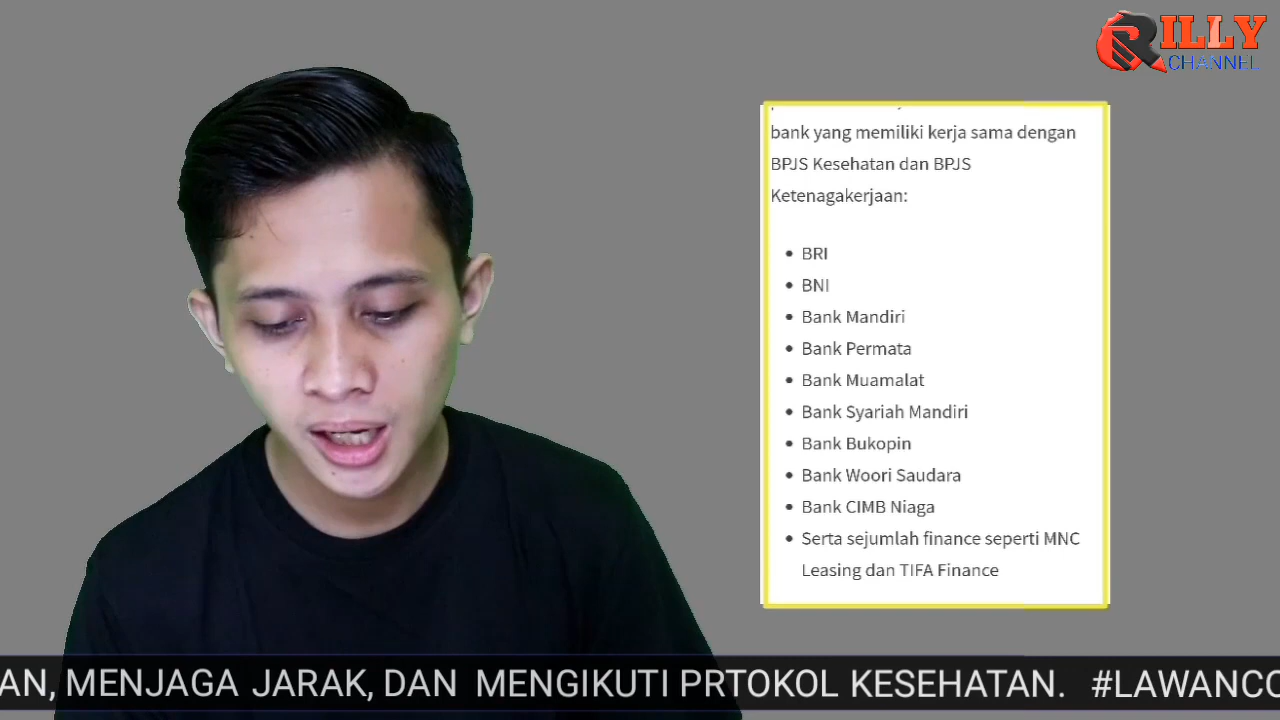 RILLY
CHANNEL
bank yang memiliki kerja sama dengan
BPJS Kesehatan dan BPJS
Ketenagakerjaan:
• BRI
• BNI
• Bank Mandiri
• Bank Permata
• Bank Muamalat
• Bank Syariah Mandiri
• Bank Bukopin
• Bank Woori Saudara
• Bank CIMB Niaga
• Serta sejumlah finance seperti MNC
Leasing dan TIFA Finance
AN, MENJAGA JARAK, DAN MENGIKUTI PRTOKOL KESEHATAN. #LAWANCO